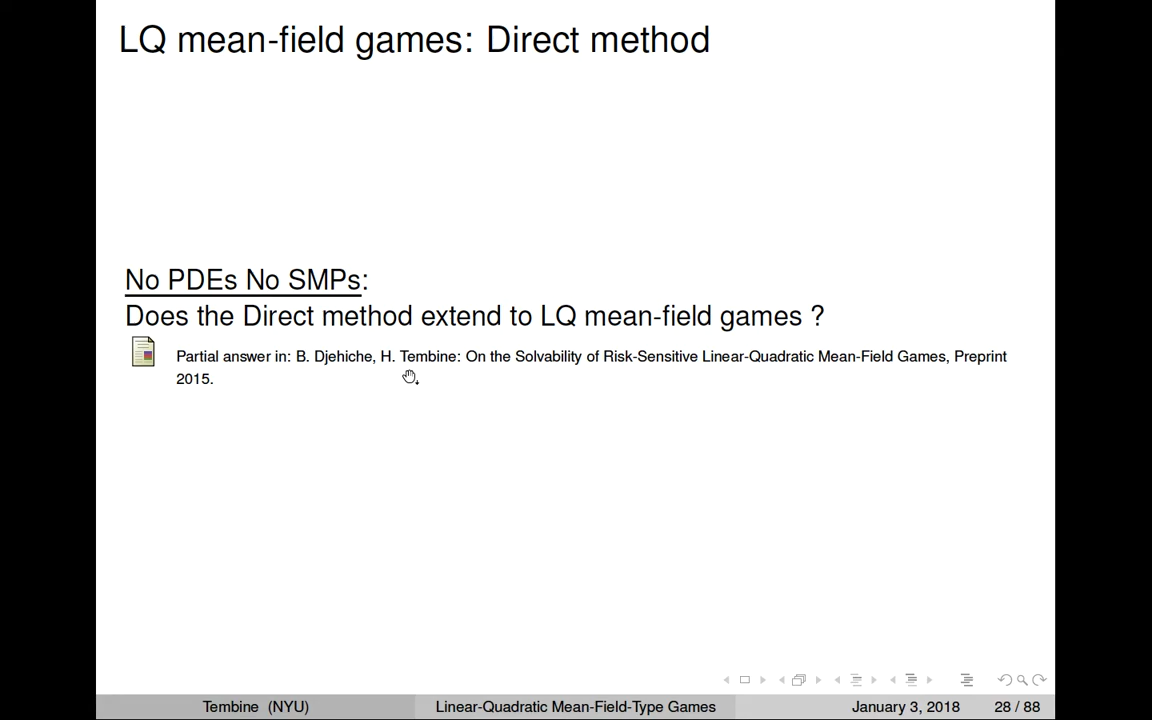 LQ mean-field games: Direct method
No PDEs No SMPs:
Does the Direct method extend to LQ mean-field games ?
Partial answer in: B. Djehiche, H. Tembine: On the Solvability of Risk-Sensitive Linear-Quadratic Mean-Field Games, Preprint
2015.
Tembine (NYU) Linear-Quadratic Mean-Field-Type Games January 3, 2018 28 / 88